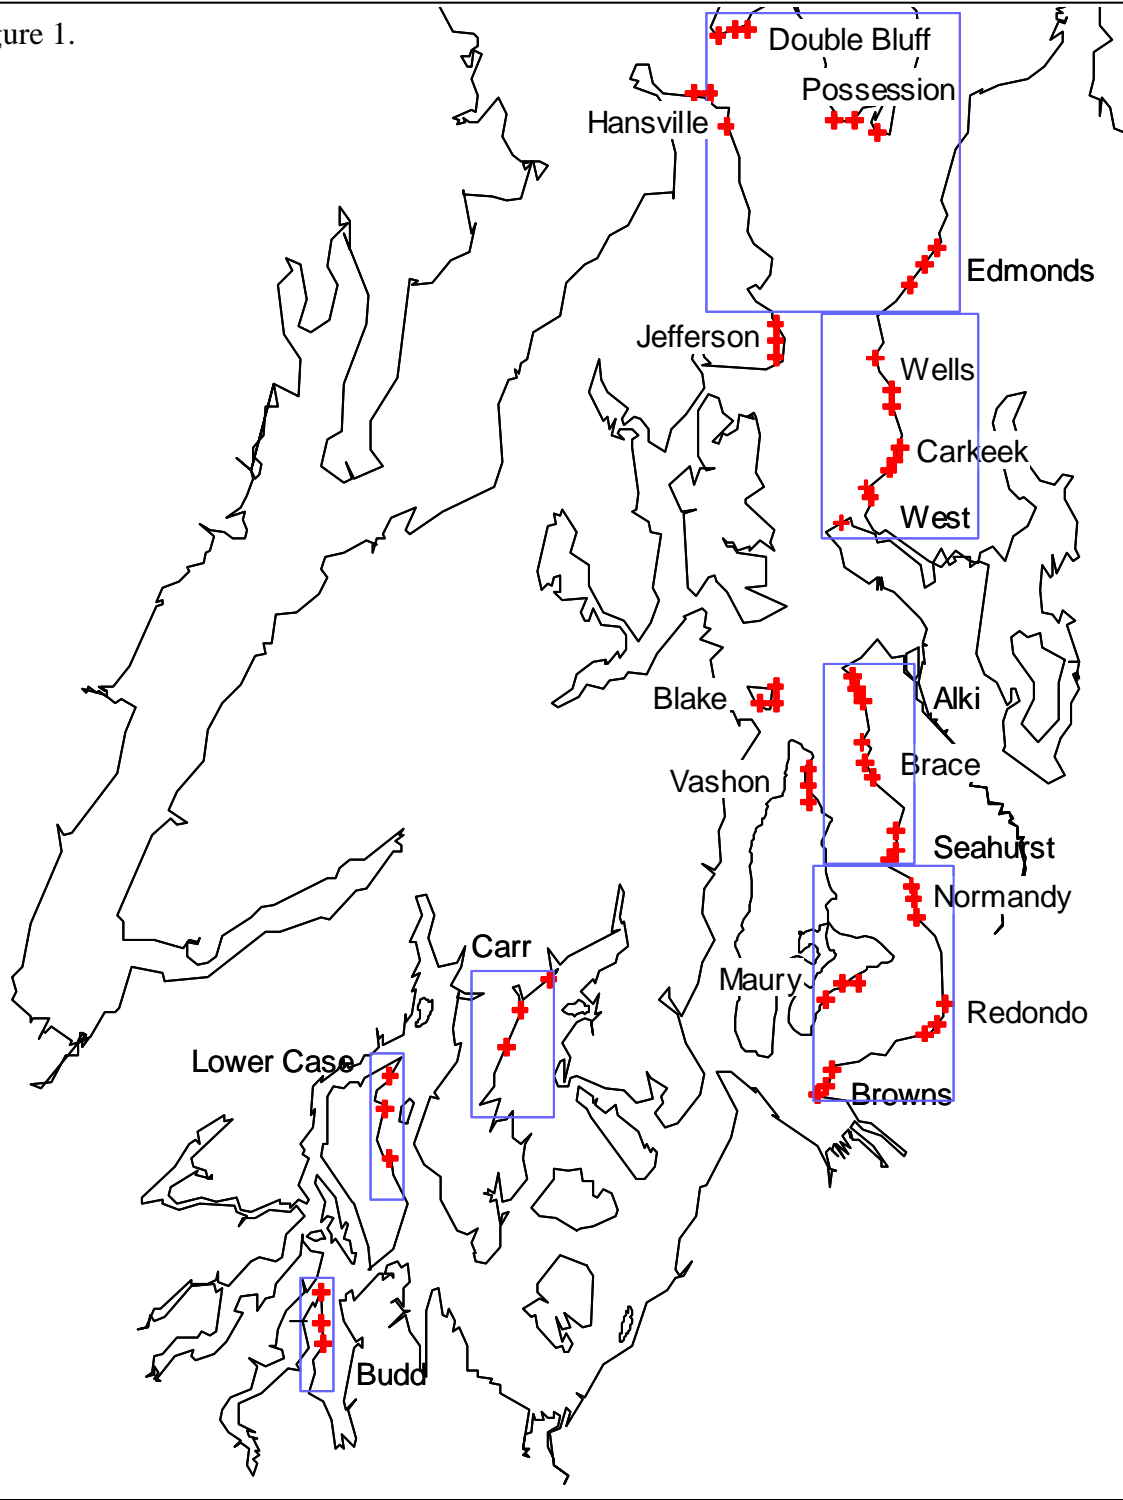 gure 1.
Double Bluff
Possession
Hansville
Edmonds
Jefferson
Wells
Carkeek
West
Blake
Alki
Brace
Vashon
Seahurst
Normandy
Carr
Maury
Redondo
Lower Case
Browns
Budd